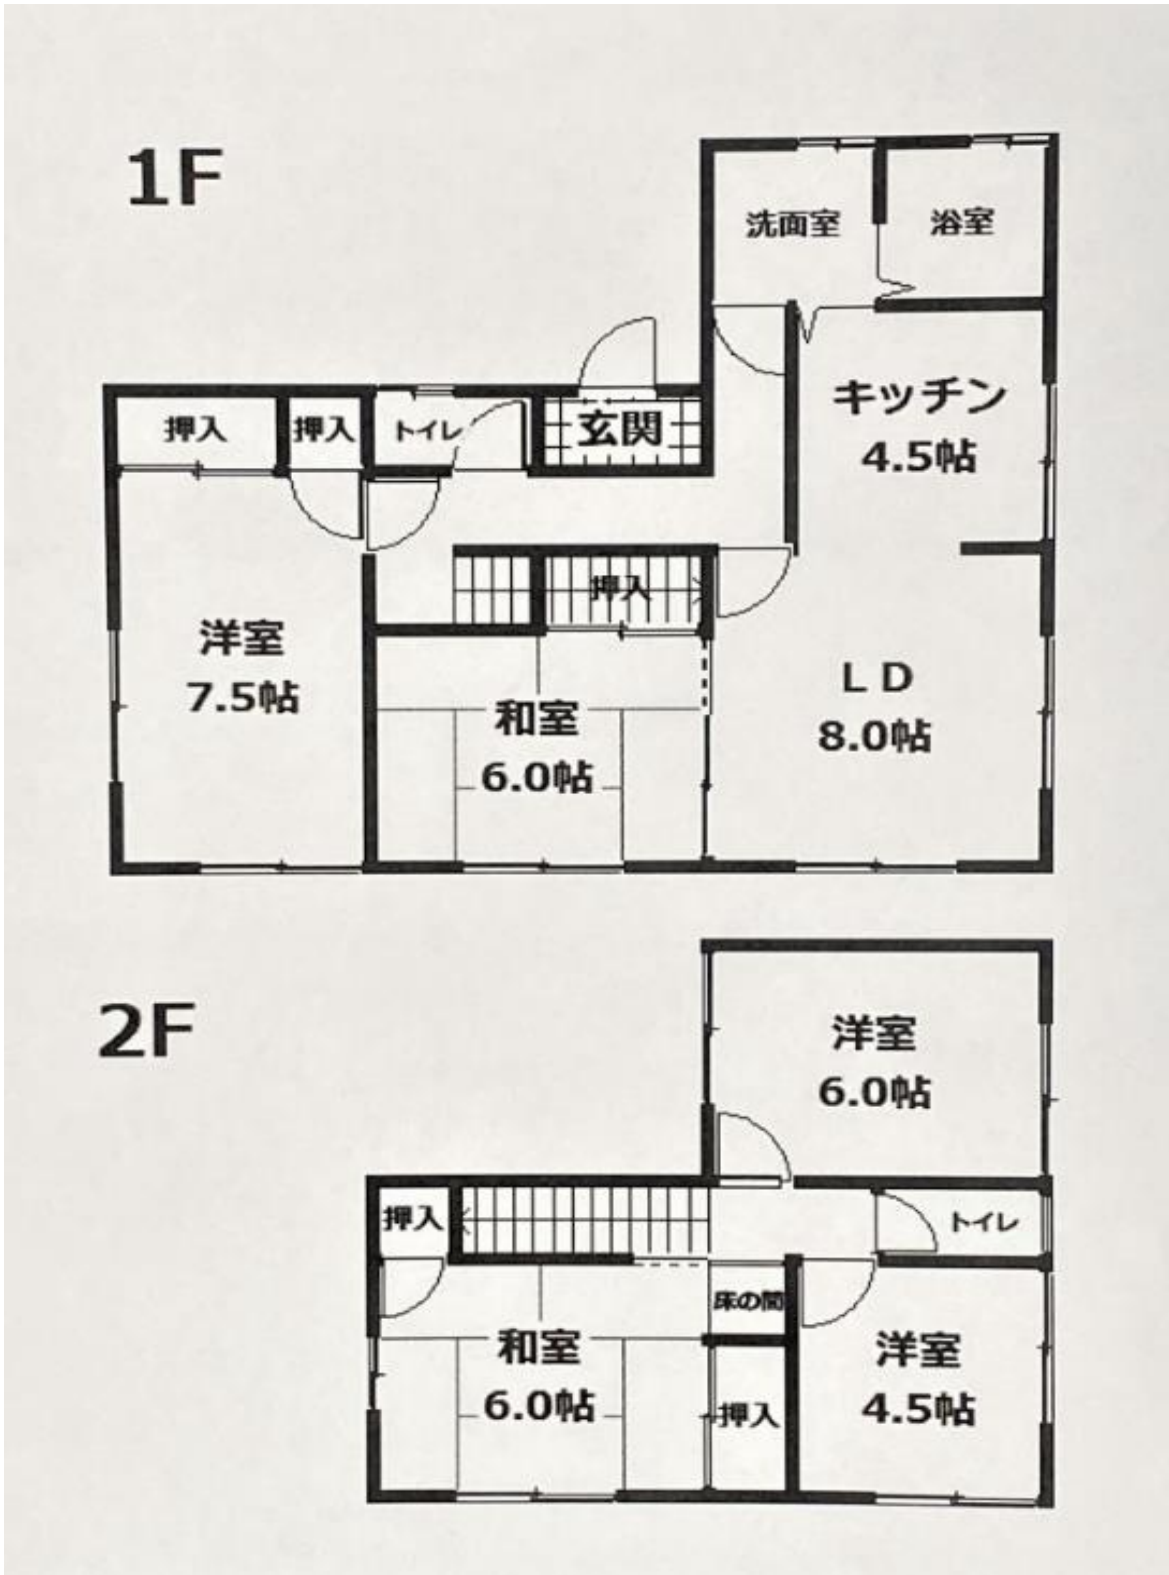 1F
洗面室
浴室
キッチン
4.5帖
押入
押入
トイレ
玄関
押入
洋室
7.5帖
和室
6.0帖
LD
8.0帖
2F
洋室
6.0帖
押入
トイレ
床の間
和室
6.0帖
押入
洋室
4.5帖